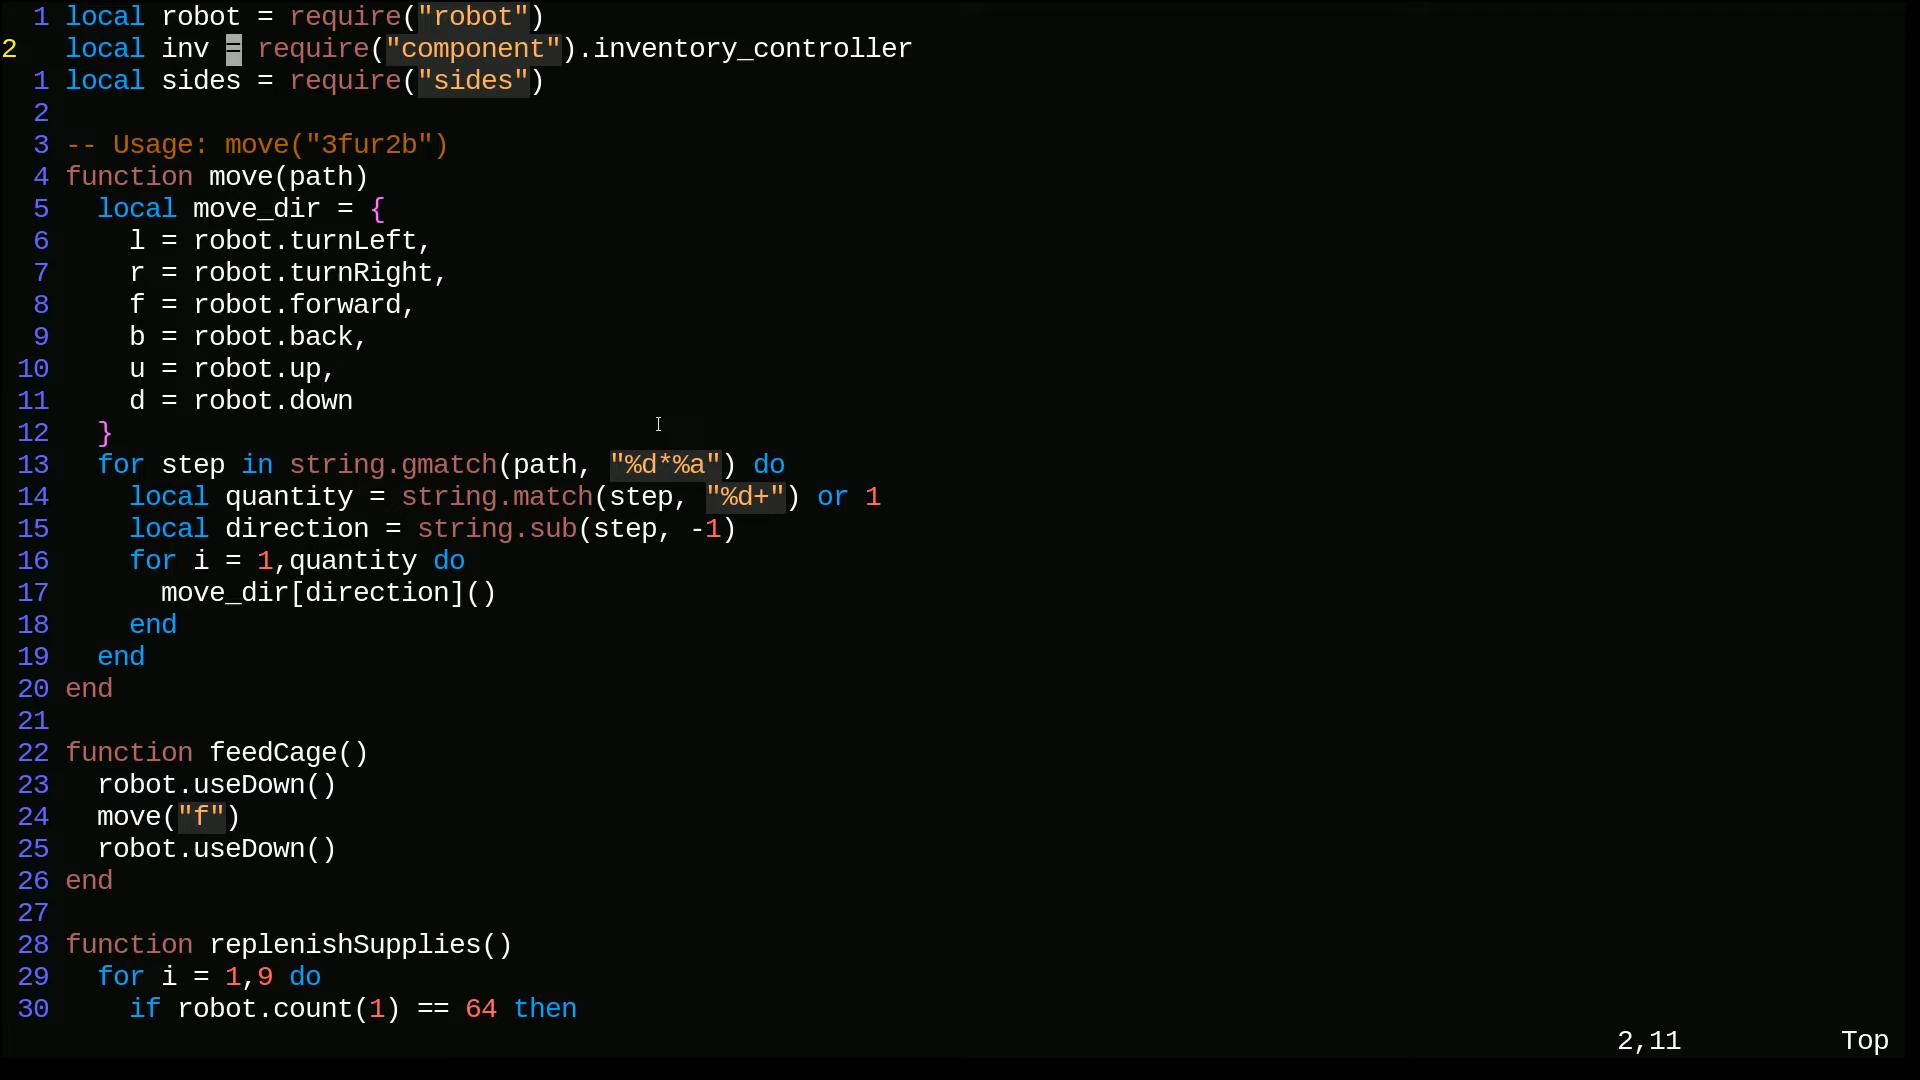 1 local robot = require("robot")
2 local inv = require("component").inventory_controller
1 local sides = require("sides")
2
3 -- Usage: move("3fur2b")
4 function move(path)
5   local move_dir = {
6     l = robot.turnLeft,
7     r = robot.turnRight,
8     f = robot.forward,
9     b = robot.back,
10     u = robot.up,
11     d = robot.down
12   }
13   for step in string.gmatch(path, "%d*%a") do
14     local quantity = string.match(step, "%d+") or 1
15     local direction = string.sub(step, -1)
16     for i = 1,quantity do
17       move_dir[direction]()
18     end
19   end
20 end
21
22 function feedCage()
23   robot.useDown()
24   move("f")
25   robot.useDown()
26 end
27
28 function replenishSupplies()
29   for i = 1,9 do
30     if robot.count(1) == 64 then
2,11 Top